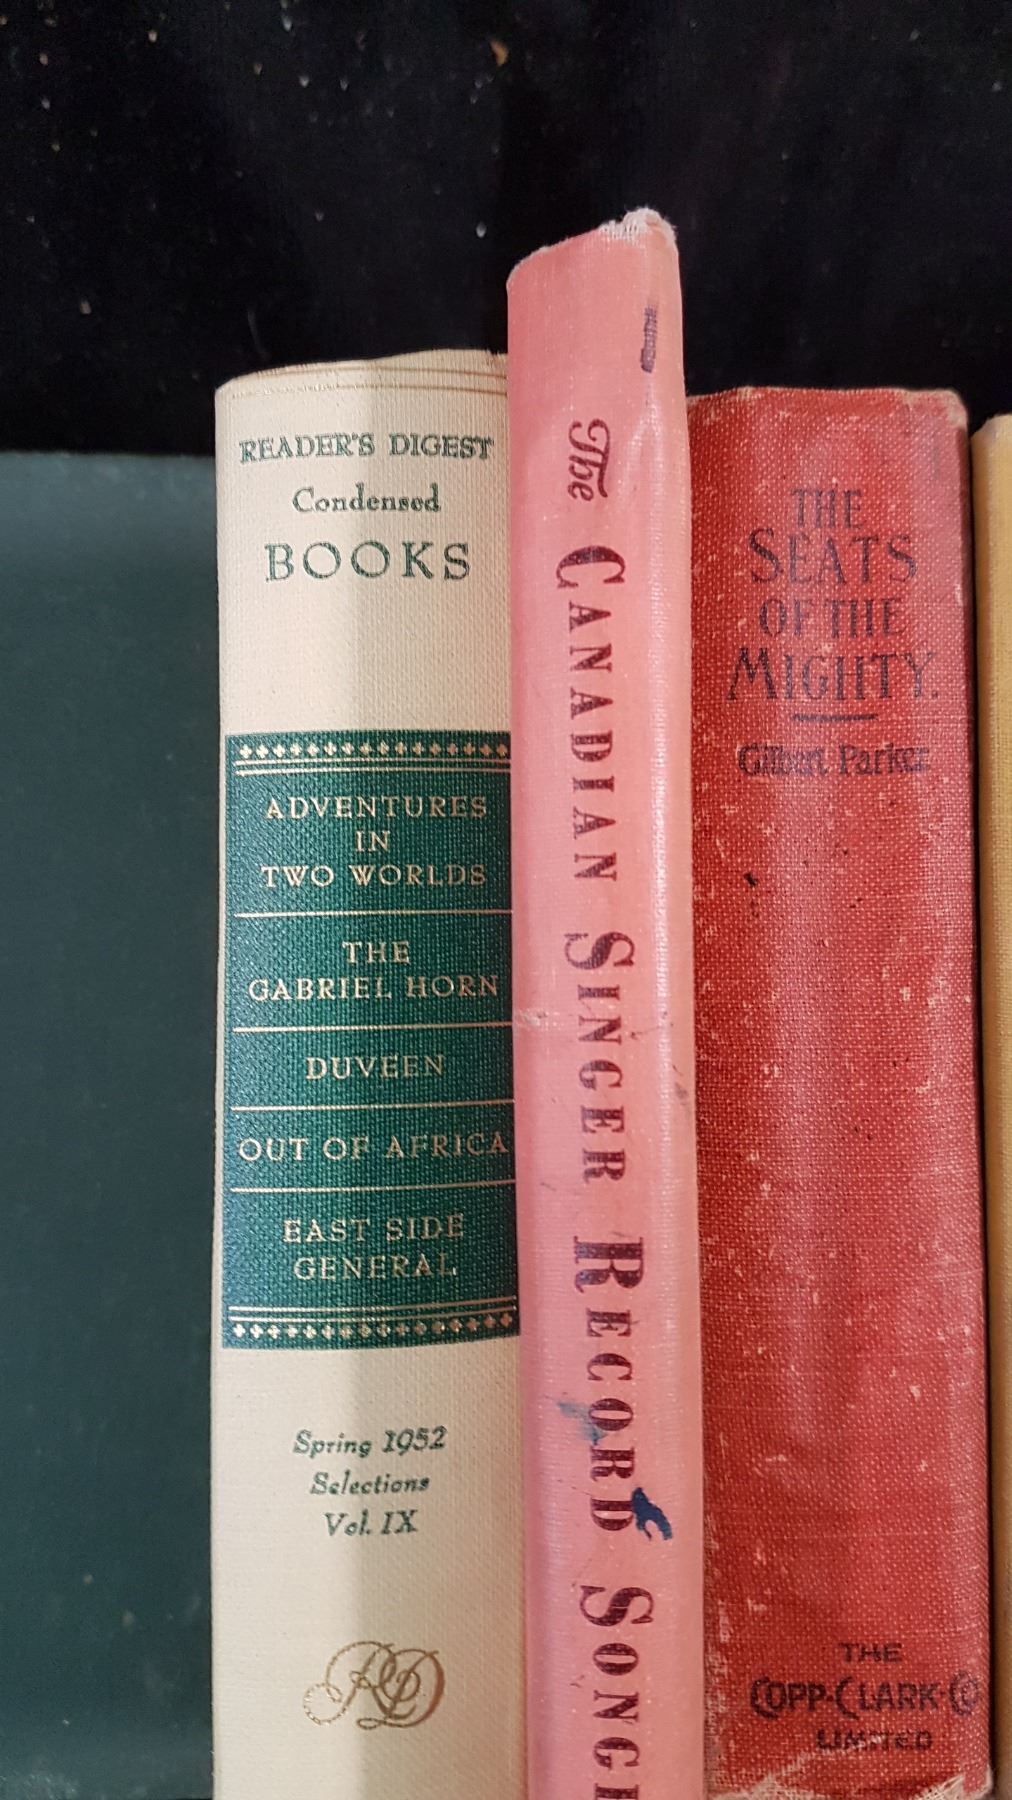 READER'S DIGEST
Condensed
BOOKS
ADVENTURES
IN
TWO WORLDS
THE
GABRIEL HORN
DUVEEN
OUT OF AFRICA
EAST SIDE
GENERAL
Spring 1952
Selections
Vol. IX
RD
The CANADIAN SINGER RECORD SONG
THE
SEATS
OF THE
MIGHTY.
Gilbert Parker
THE
COPP-CLARK-CO
LIMITED